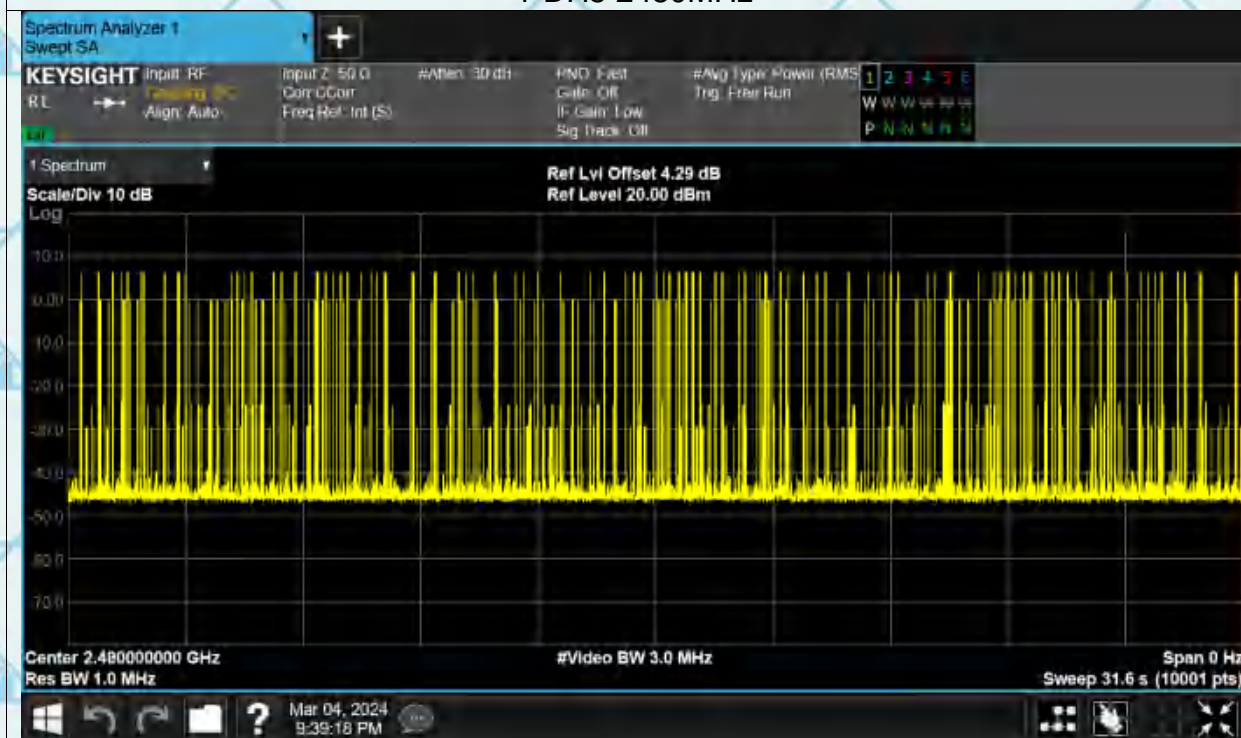 Spectrum Analyzer 1
Swept SA
KEYSIGHT Input: RF
RL
Align: Auto
Input Z: 50 Ω
Corr CCorr
Freq Ref: Int (S)
#Atten: 30 dB
PNO: Fast
Gate: Off
IF Gain: Low
Sig Track: Off
#Avg Type: Power (RMS
Trig: Free Run
1 2 3 4 5 6
W W W W W W
P N N N N N
1 Spectrum
Scale/Div 10 dB
Ref Lvl Offset 4.29 dB
Ref Level 20.00 dBm
Log
10.0
0.00
-10.0
-20.0
-30.0
-40.0
-50.0
-60.0
-70.0
Center 2.480000000 GHz
Res BW 1.0 MHz
#Video BW 3.0 MHz
Span 0 Hz
Sweep 31.6 s (10001 pts)
?
Mar 04, 2024
9:39:18 PM